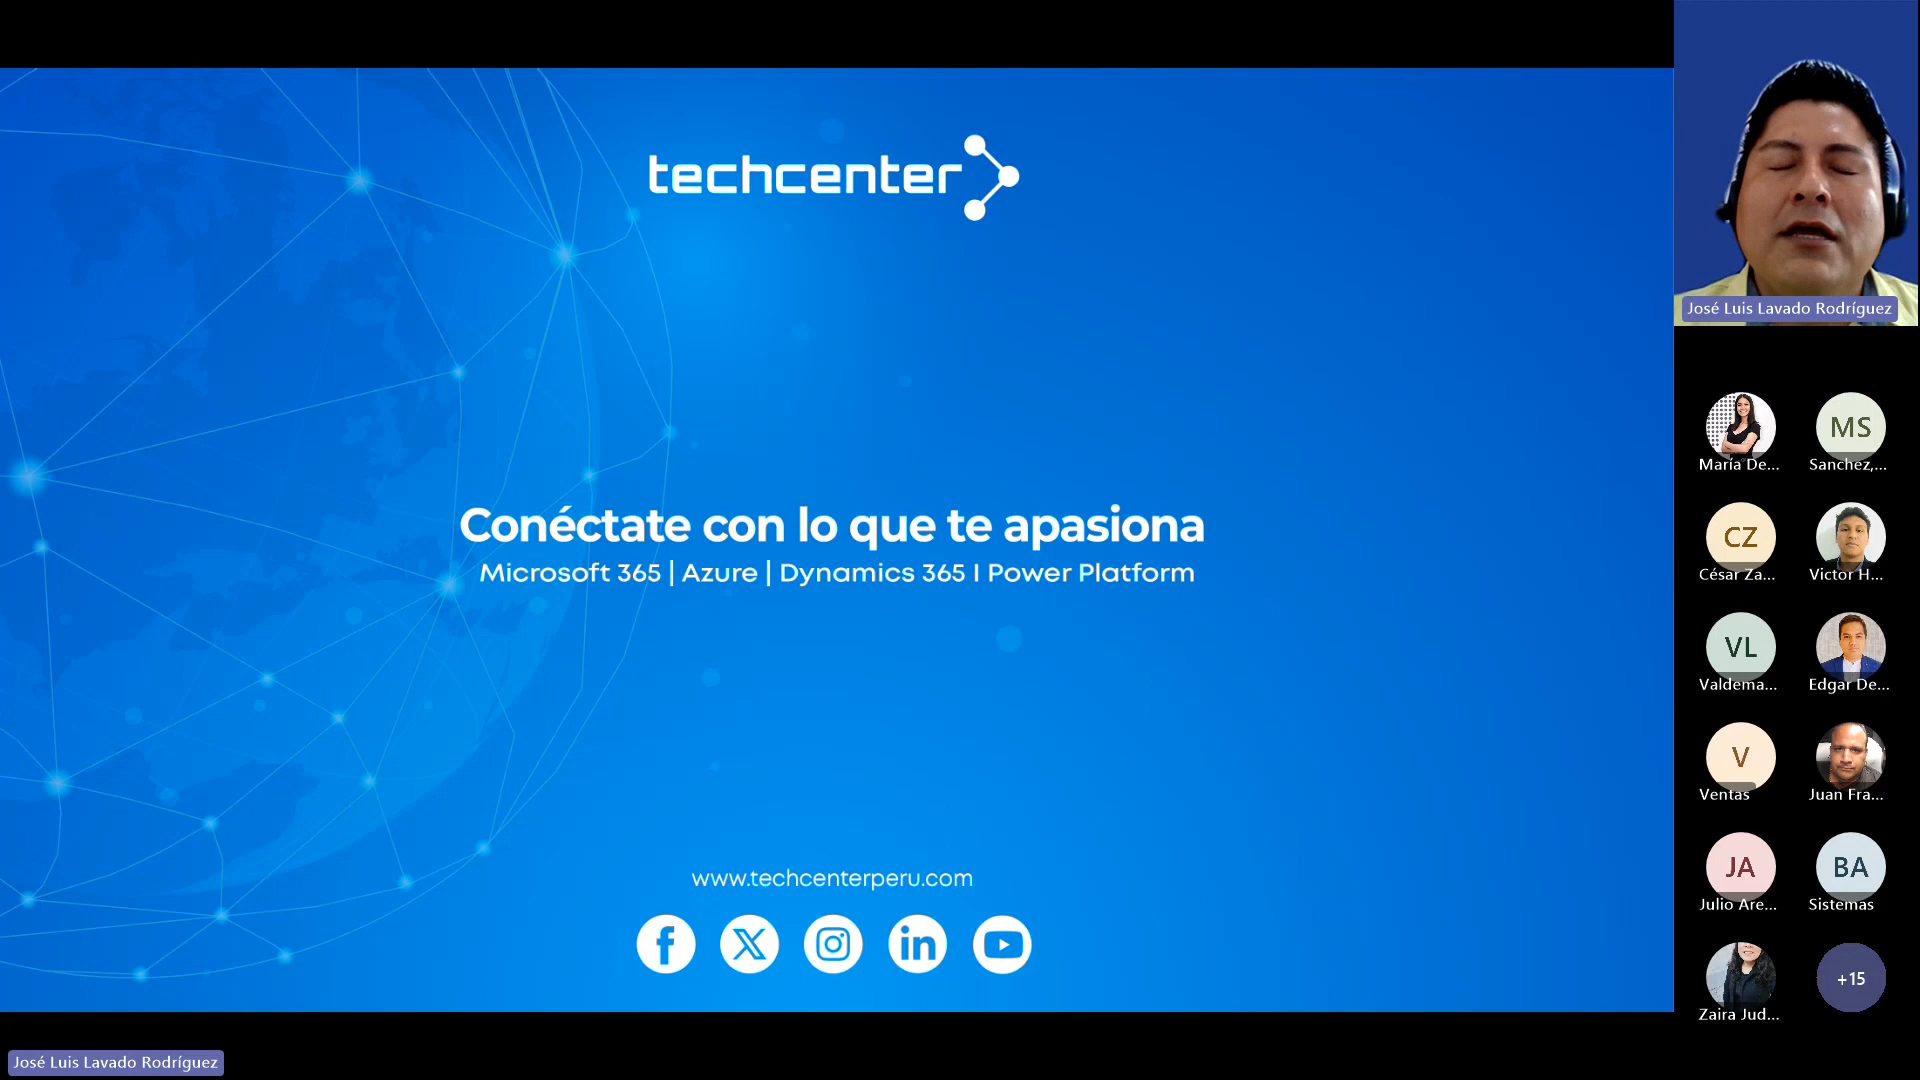 techcenter
Conéctate con lo que te apasiona
Microsoft 365 | Azure | Dynamics 365 I Power Platform
www.techcenterperu.com
José Luis Lavado Rodríguez
María De...
MS
Sanchez,...
CZ
César Za...
Victor H...
VL
Valdema...
Edgar De...
V
Ventas
Juan Fra...
JA
Julio Are...
BA
Sistemas
Zaira Jud...
+15
José Luis Lavado Rodríguez